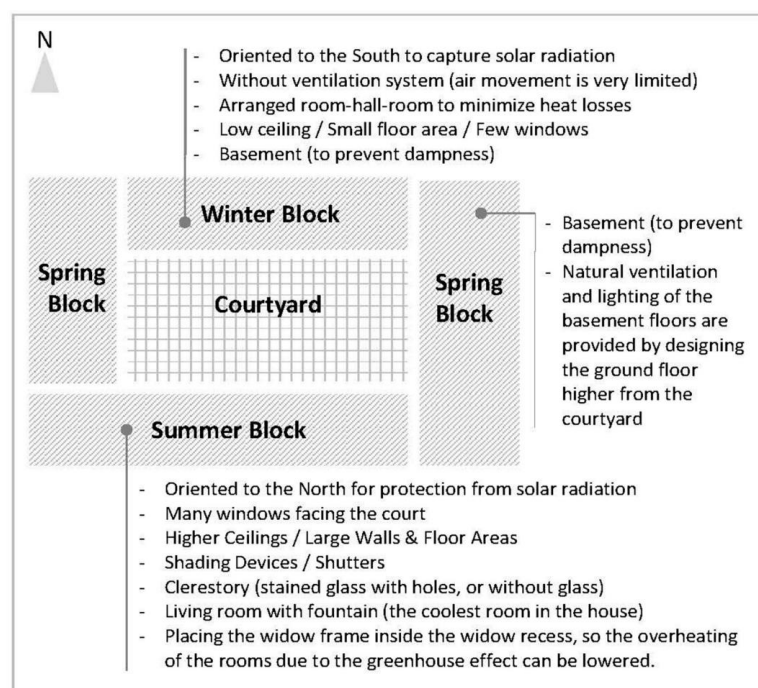 N
- Oriented to the South to capture solar radiation
- Without ventilation system (air movement is very limited)
- Arranged room-hall-room to minimize heat losses
- Low ceiling / Small floor area / Few windows
- Basement (to prevent dampness)
Winter Block
Spring
Block
Courtyard
Spring
Block
- Basement (to prevent
dampness)
- Natural ventilation
and lighting of the
basement floors are
provided by designing
the ground floor
higher from the
courtyard
Summer Block
- Oriented to the North for protection from solar radiation
- Many windows facing the court
- Higher Ceilings / Large Walls & Floor Areas
- Shading Devices / Shutters
- Clerestory (stained glass with holes, or without glass)
- Living room with fountain (the coolest room in the house)
- Placing the widow frame inside the widow recess, so the overheating
of the rooms due to the greenhouse effect can be lowered.